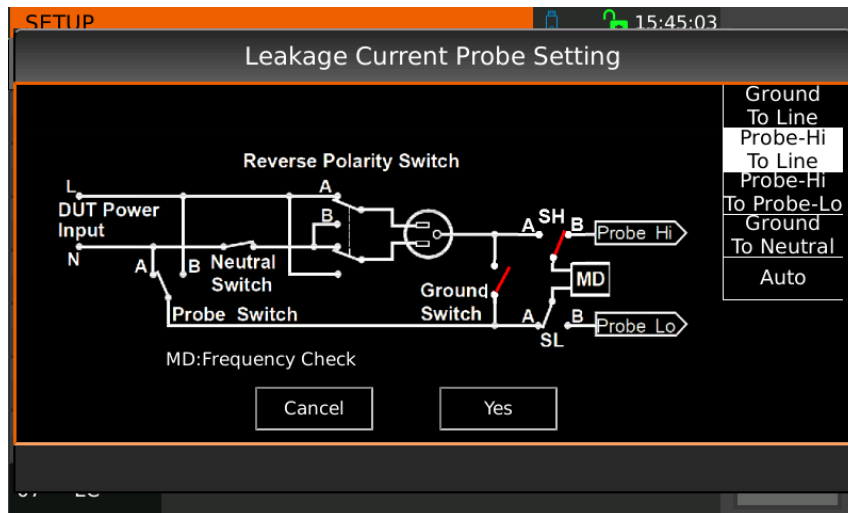 SETUP
15:45:03
Leakage Current Probe Setting
Ground
To Line
Probe-Hi
To Line
Probe-Hi
To Probe-Lo
Ground
To Neutral
Auto
Reverse Polarity Switch
L
A
DUT Power
Input
B
A
SH
B
Probe Hi
N
A
B
Neutral
Switch
Ground
Switch
MD
Probe Switch
A
B
Probe Lo
SL
MD:Frequency Check
Cancel
Yes